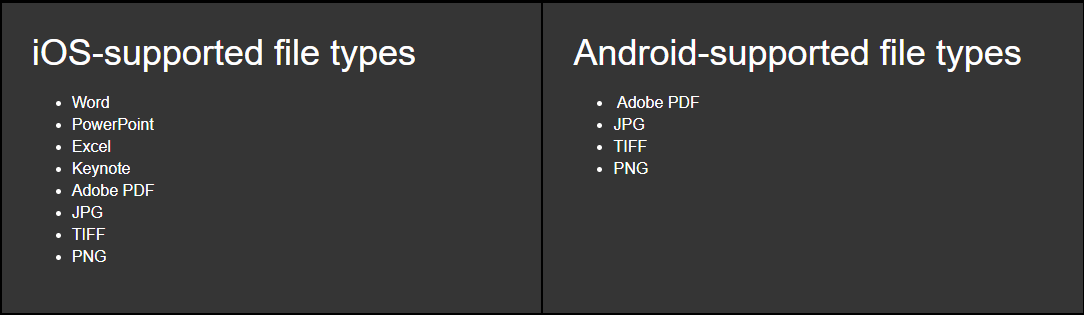 iOS-supported file types
• Word
• PowerPoint
• Excel
• Keynote
• Adobe PDF
• JPG
• TIFF
• PNG
Android-supported file types
• Adobe PDF
• JPG
• TIFF
• PNG